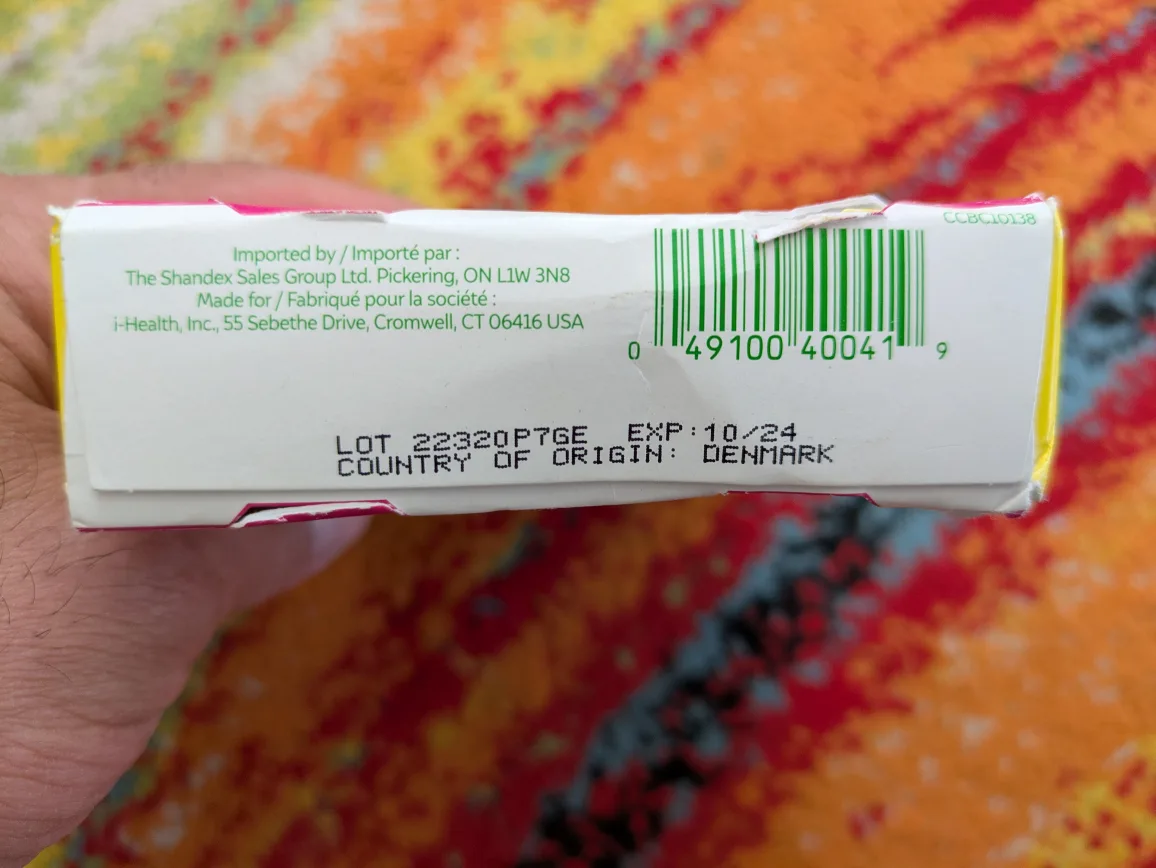 CCBC10138
Imported by / Importé par :
The Shandex Sales Group Ltd. Pickering, ON L1W 3N8
Made for / Fabriqué pour la société :
i-Health, Inc., 55 Sebethe Drive, Cromwell, CT 06416 USA
0 49100 40041 9
LOT 22320P7GE EXP:10/24
COUNTRY OF ORIGIN: DENMARK